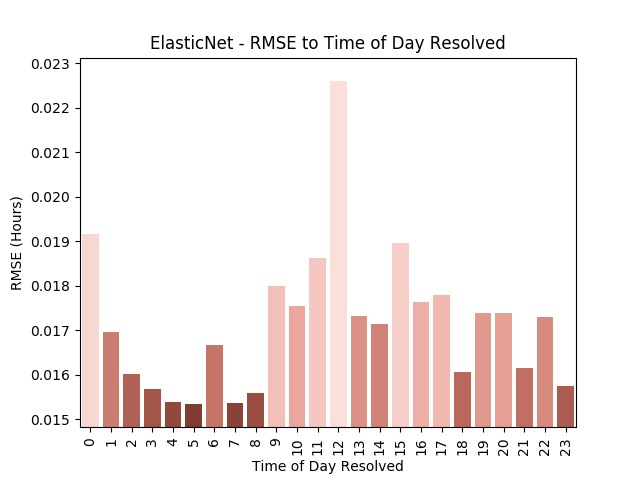 ElasticNet - RMSE to Time of Day Resolved
0.023
0.022
0.021
0.020
0.019
0.018
0.017
0.016
0.015
RMSE (Hours)
0 1 2 3 4 5 6 7 8 9 10 11 12 13 14 15 16 17 18 19 20 21 22 23
Time of Day Resolved